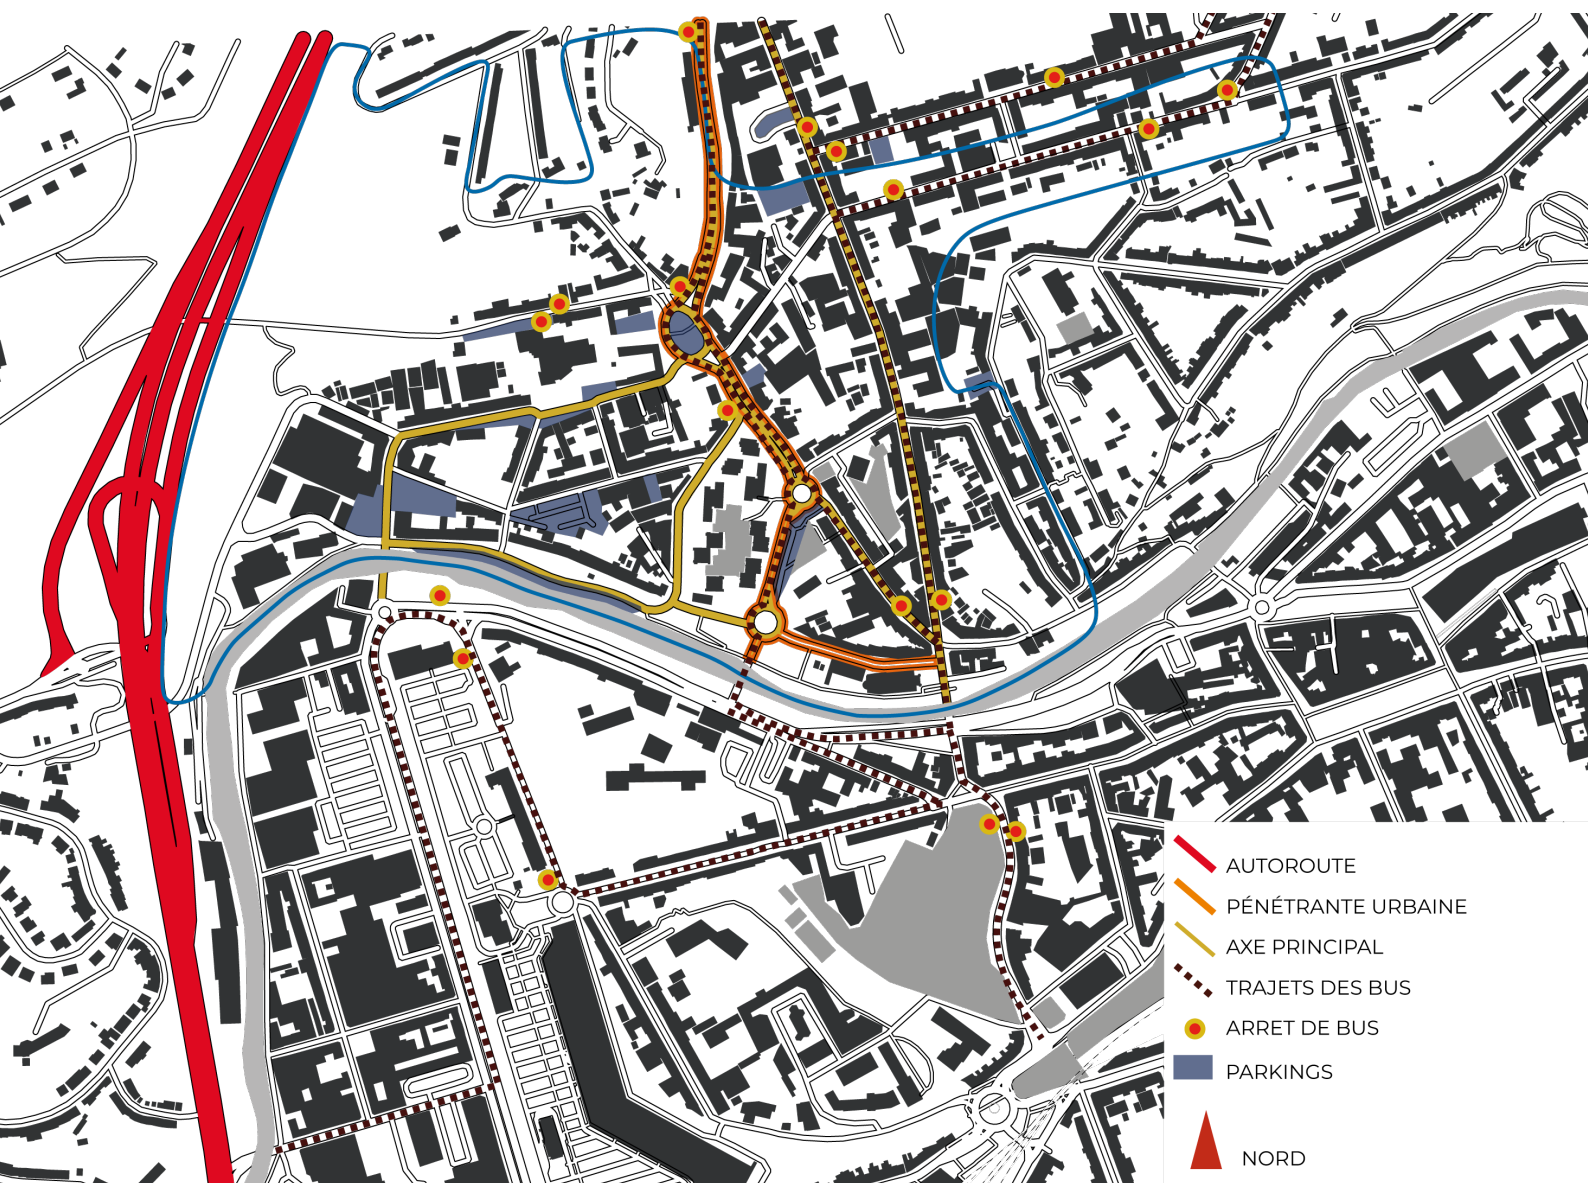 AUTOROUTE
PÉNÉTRANTE URBAINE
AXE PRINCIPAL
TRAJETS DES BUS
ARRET DE BUS
PARKINGS
NORD